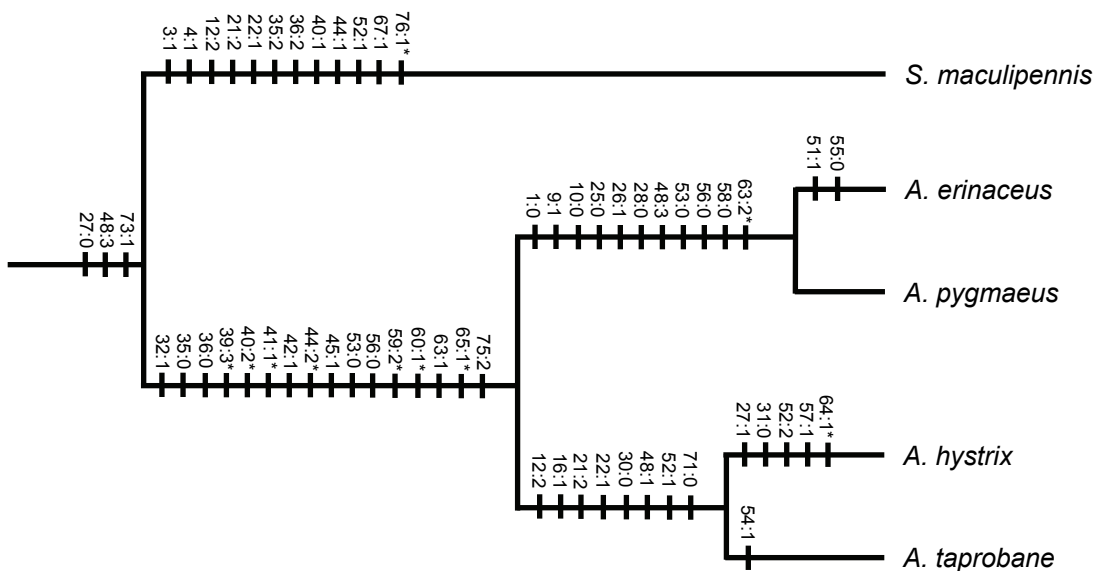 3:1 4:1 12:2 21:2 22:1 35:2 36:2 40:1 44:1 52:1 67:1 76:1*
S. maculipennis
51:1 55:0
A. erinaceus
1:0 9:1 10:0 25:0 26:1 28:0 48:3 53:0 56:0 58:0 63:2*
27:0 48:3 73:1
A. pygmaeus
32:1 35:0 36:0 39:3* 40:2* 41:1* 42:1 44:2* 45:1 53:0 56:0 59:2* 60:1* 63:1 65:1* 75:2
27:1 31:0 52:2 57:1 64:1*
A. hystrix
12:2 16:1 21:2 22:1 30:0 48:1 52:1 71:0
54:1
A. taprobane